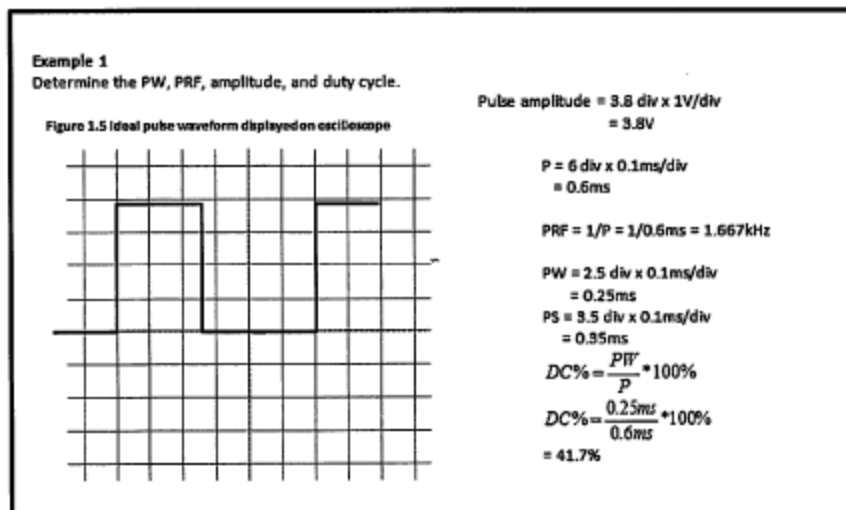 Example 1
Determine the PW, PRF, amplitude, and duty cycle.
Figure 1.5 Ideal pulse waveform displayed on oscilloscope
Pulse amplitude = 3.8 div x 1V/div
= 3.8V
P = 6 div x 0.1ms/div
= 0.6ms
PRF = 1/P = 1/0.6ms = 1.667kHz
PW = 2.5 div x 0.1ms/div
= 0.25ms
PS = 3.5 div x 0.1ms/div
= 0.35ms
DC%=PW/P*100%
DC%=0.25ms/0.6ms*100%
= 41.7%